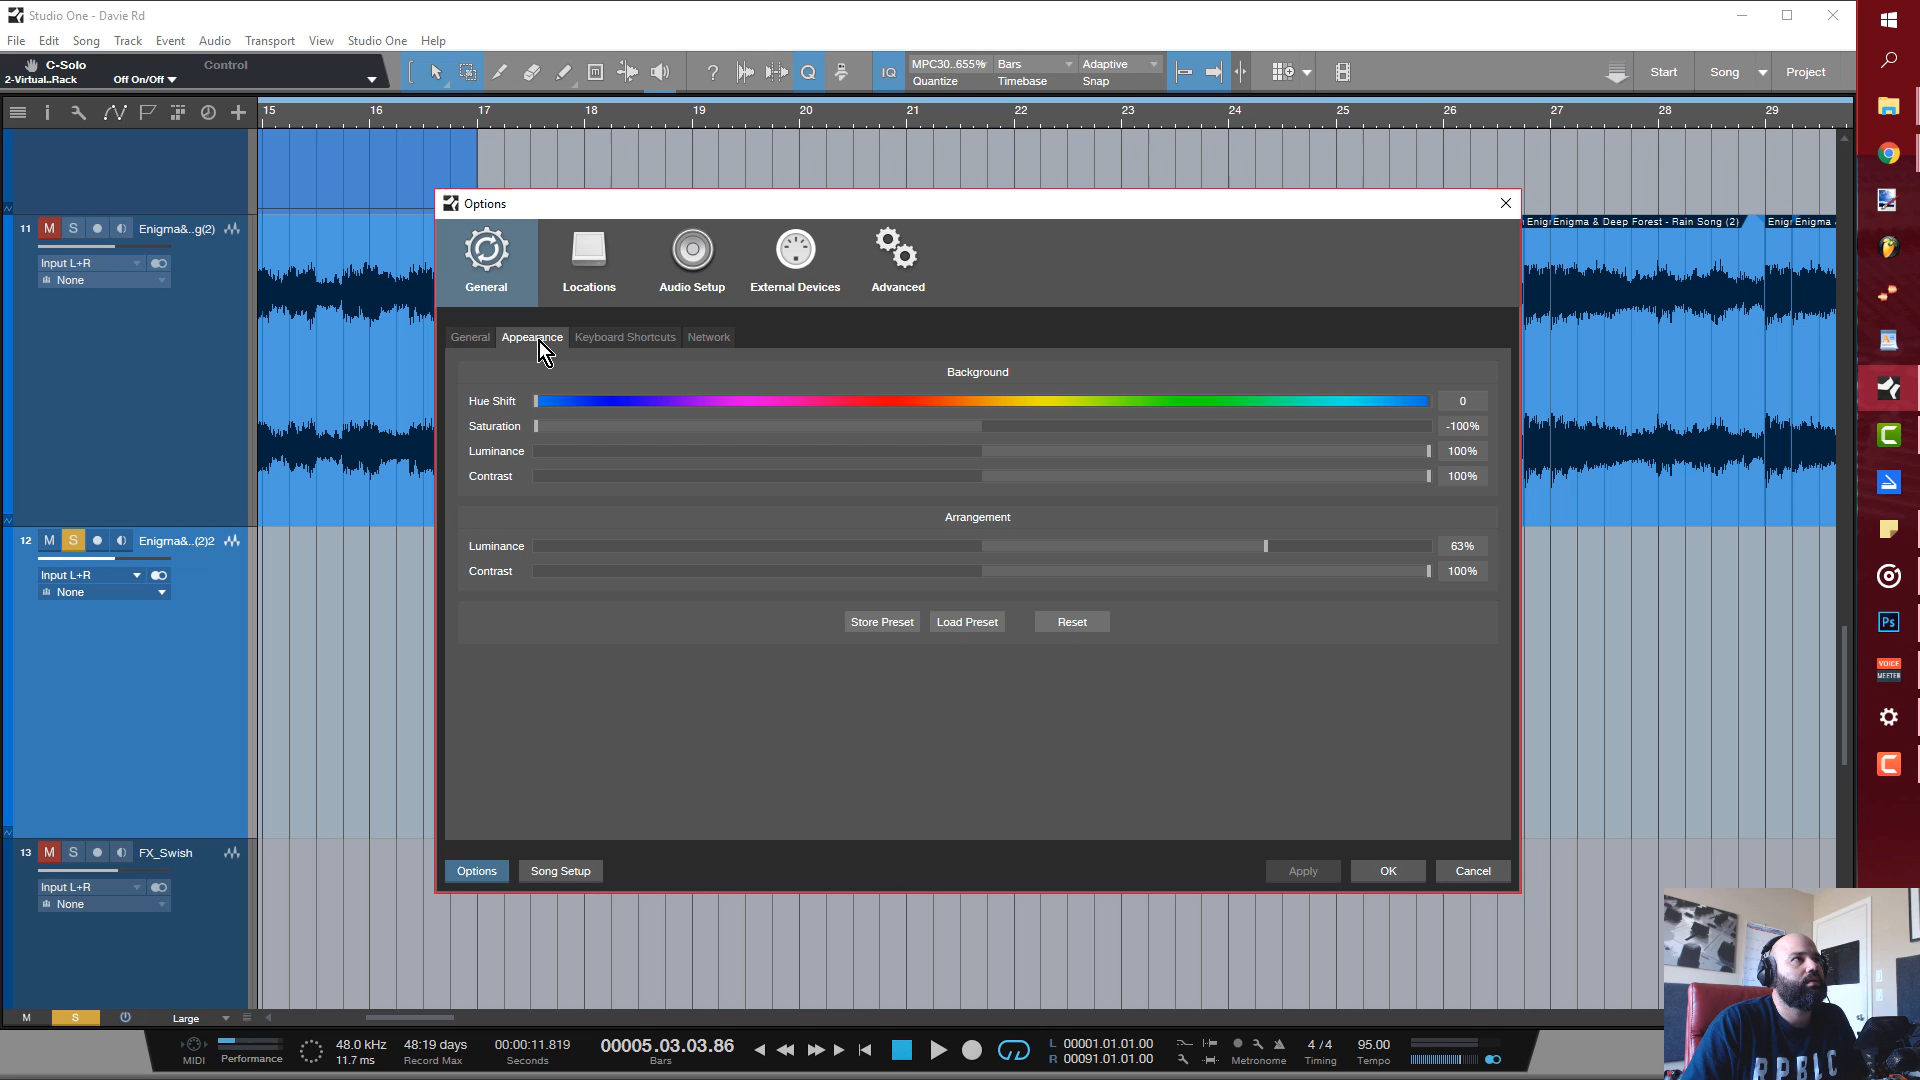 Studio One - Davie Rd
File Edit Song Track Event Audio Transport View Studio One Help
C-Solo
Control
2-Virtual..Rack Off On/Off
IQ MPC30..655% Bars Adaptive
Quantize Timebase Snap
Start Song Project
15 16 17 18 19 20 21 22 23 24 25 26 27 28 29
Options
General Locations Audio Setup External Devices Advanced
General Appearance Keyboard Shortcuts Network
Background
Hue Shift 0
Saturation -100%
Luminance 100%
Contrast 100%
Arrangement
Luminance 63%
Contrast 100%
Store Preset Load Preset Reset
Options Song Setup Apply OK Cancel
11 M S Enigma&..g(2)
Input L+R
None
Enigma & Deep Forest - Rain Song (2)
Enigma
12 M S Enigma&..(2)2
Input L+R
None
13 M S FX_Swish
Input L+R
None
M S Large
MIDI Performance
48.0 kHz
11.7 ms
48:19 days
Record Max
00:00:11.819
Seconds
00005.03.03.86
Bars
L 00001.01.01.00
R 00091.01.01.00
Metronome
4 / 4
Timing
95.00
Tempo
Ps
VOICE
MEETER